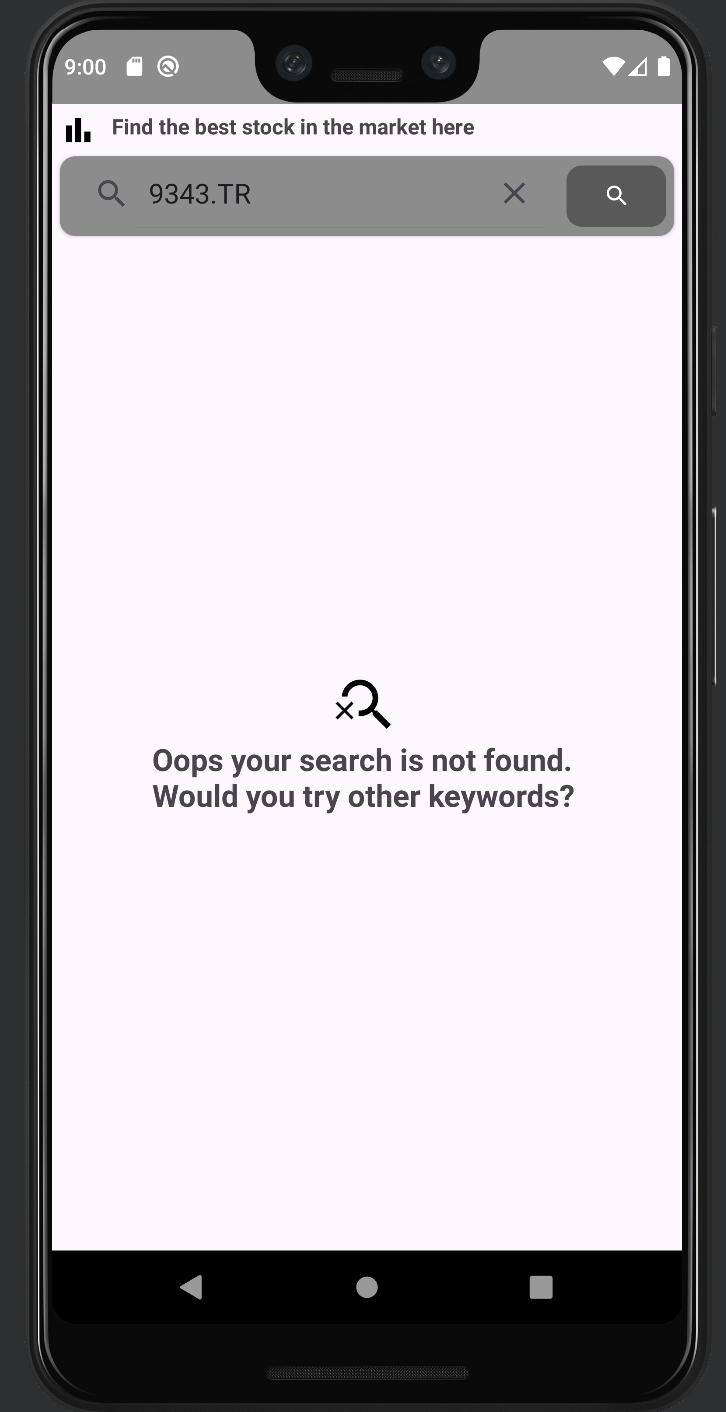 9:00
Find the best stock in the market here
9343.TR
Oops your search is not found.
Would you try other keywords?